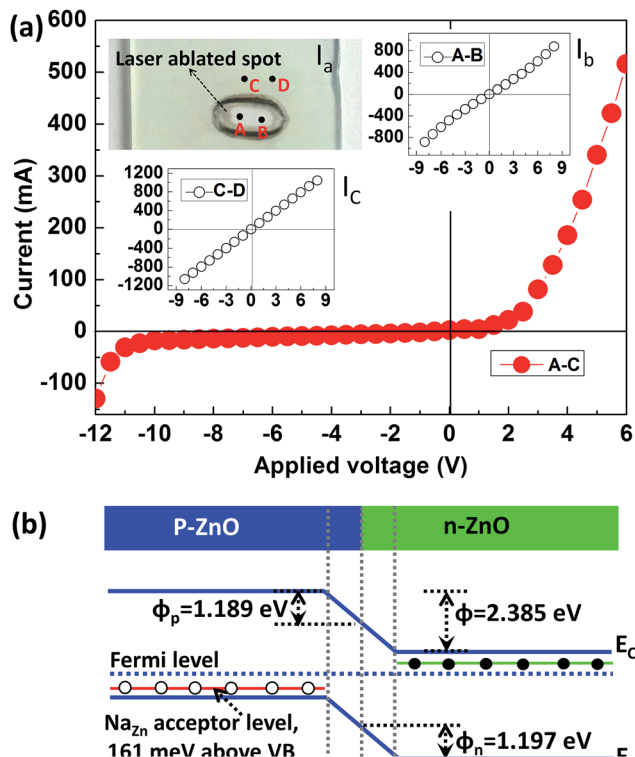 (a)
Current (mA)
600
500
400
300
200
100
0
-100
-12 -10 -8 -6 -4 -2 0 2 4 6
Applied voltage (V)
A-C
Laser ablated spot
Ia
C D
A B
A-B
Ib
800
400
0
-400
-800
-9 -6 -3 0 3 6 9
C-D
IC
1200
800
400
0
-400
-800
-1200
-9 -6 -3 0 3 6 9
(b)
P-ZnO n-ZnO
ϕp=1.189 eV
ϕ=2.385 eV
EC
Fermi level
NaZn acceptor level,
161 meV above VB
ϕn=1.197 eV